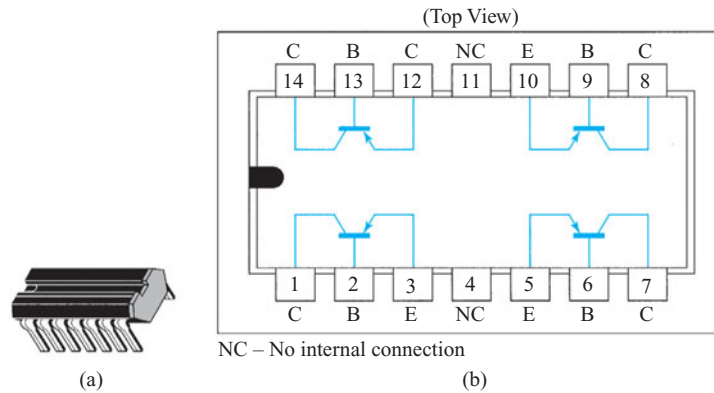 (Top View)
C B C NC E B C
14 13 12 11 10 9 8
1 2 3 4 5 6 7
C B E NC E B C
NC – No internal connection
(a) (b)